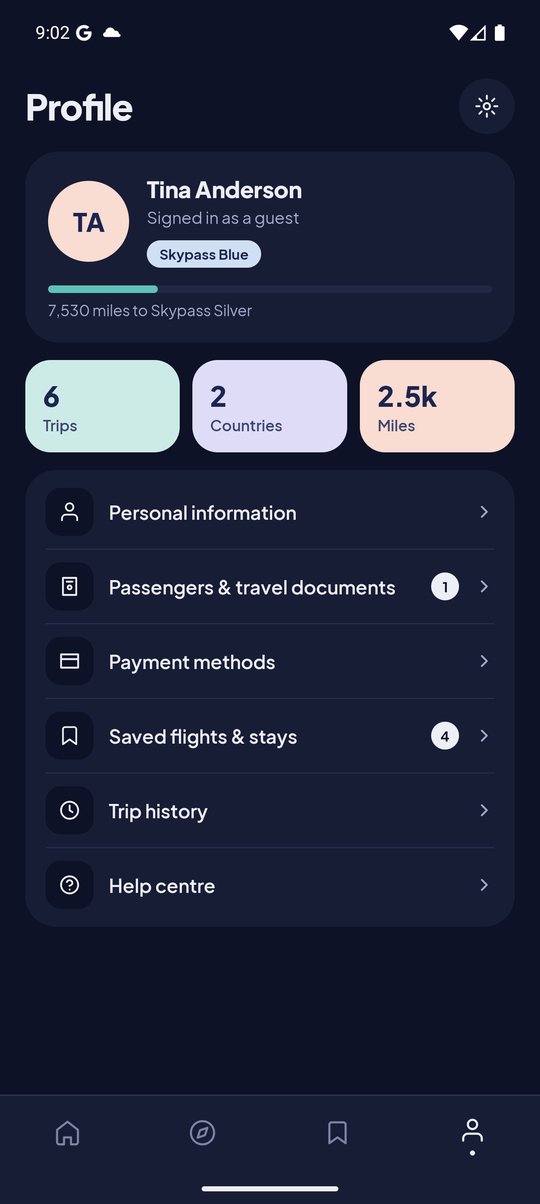 9:02
Profile
TA
Tina Anderson
Signed in as a guest
Skypass Blue
7,530 miles to Skypass Silver
6
Trips
2
Countries
2.5k
Miles
Personal information
Passengers & travel documents 1
Payment methods
Saved flights & stays 4
Trip history
Help centre